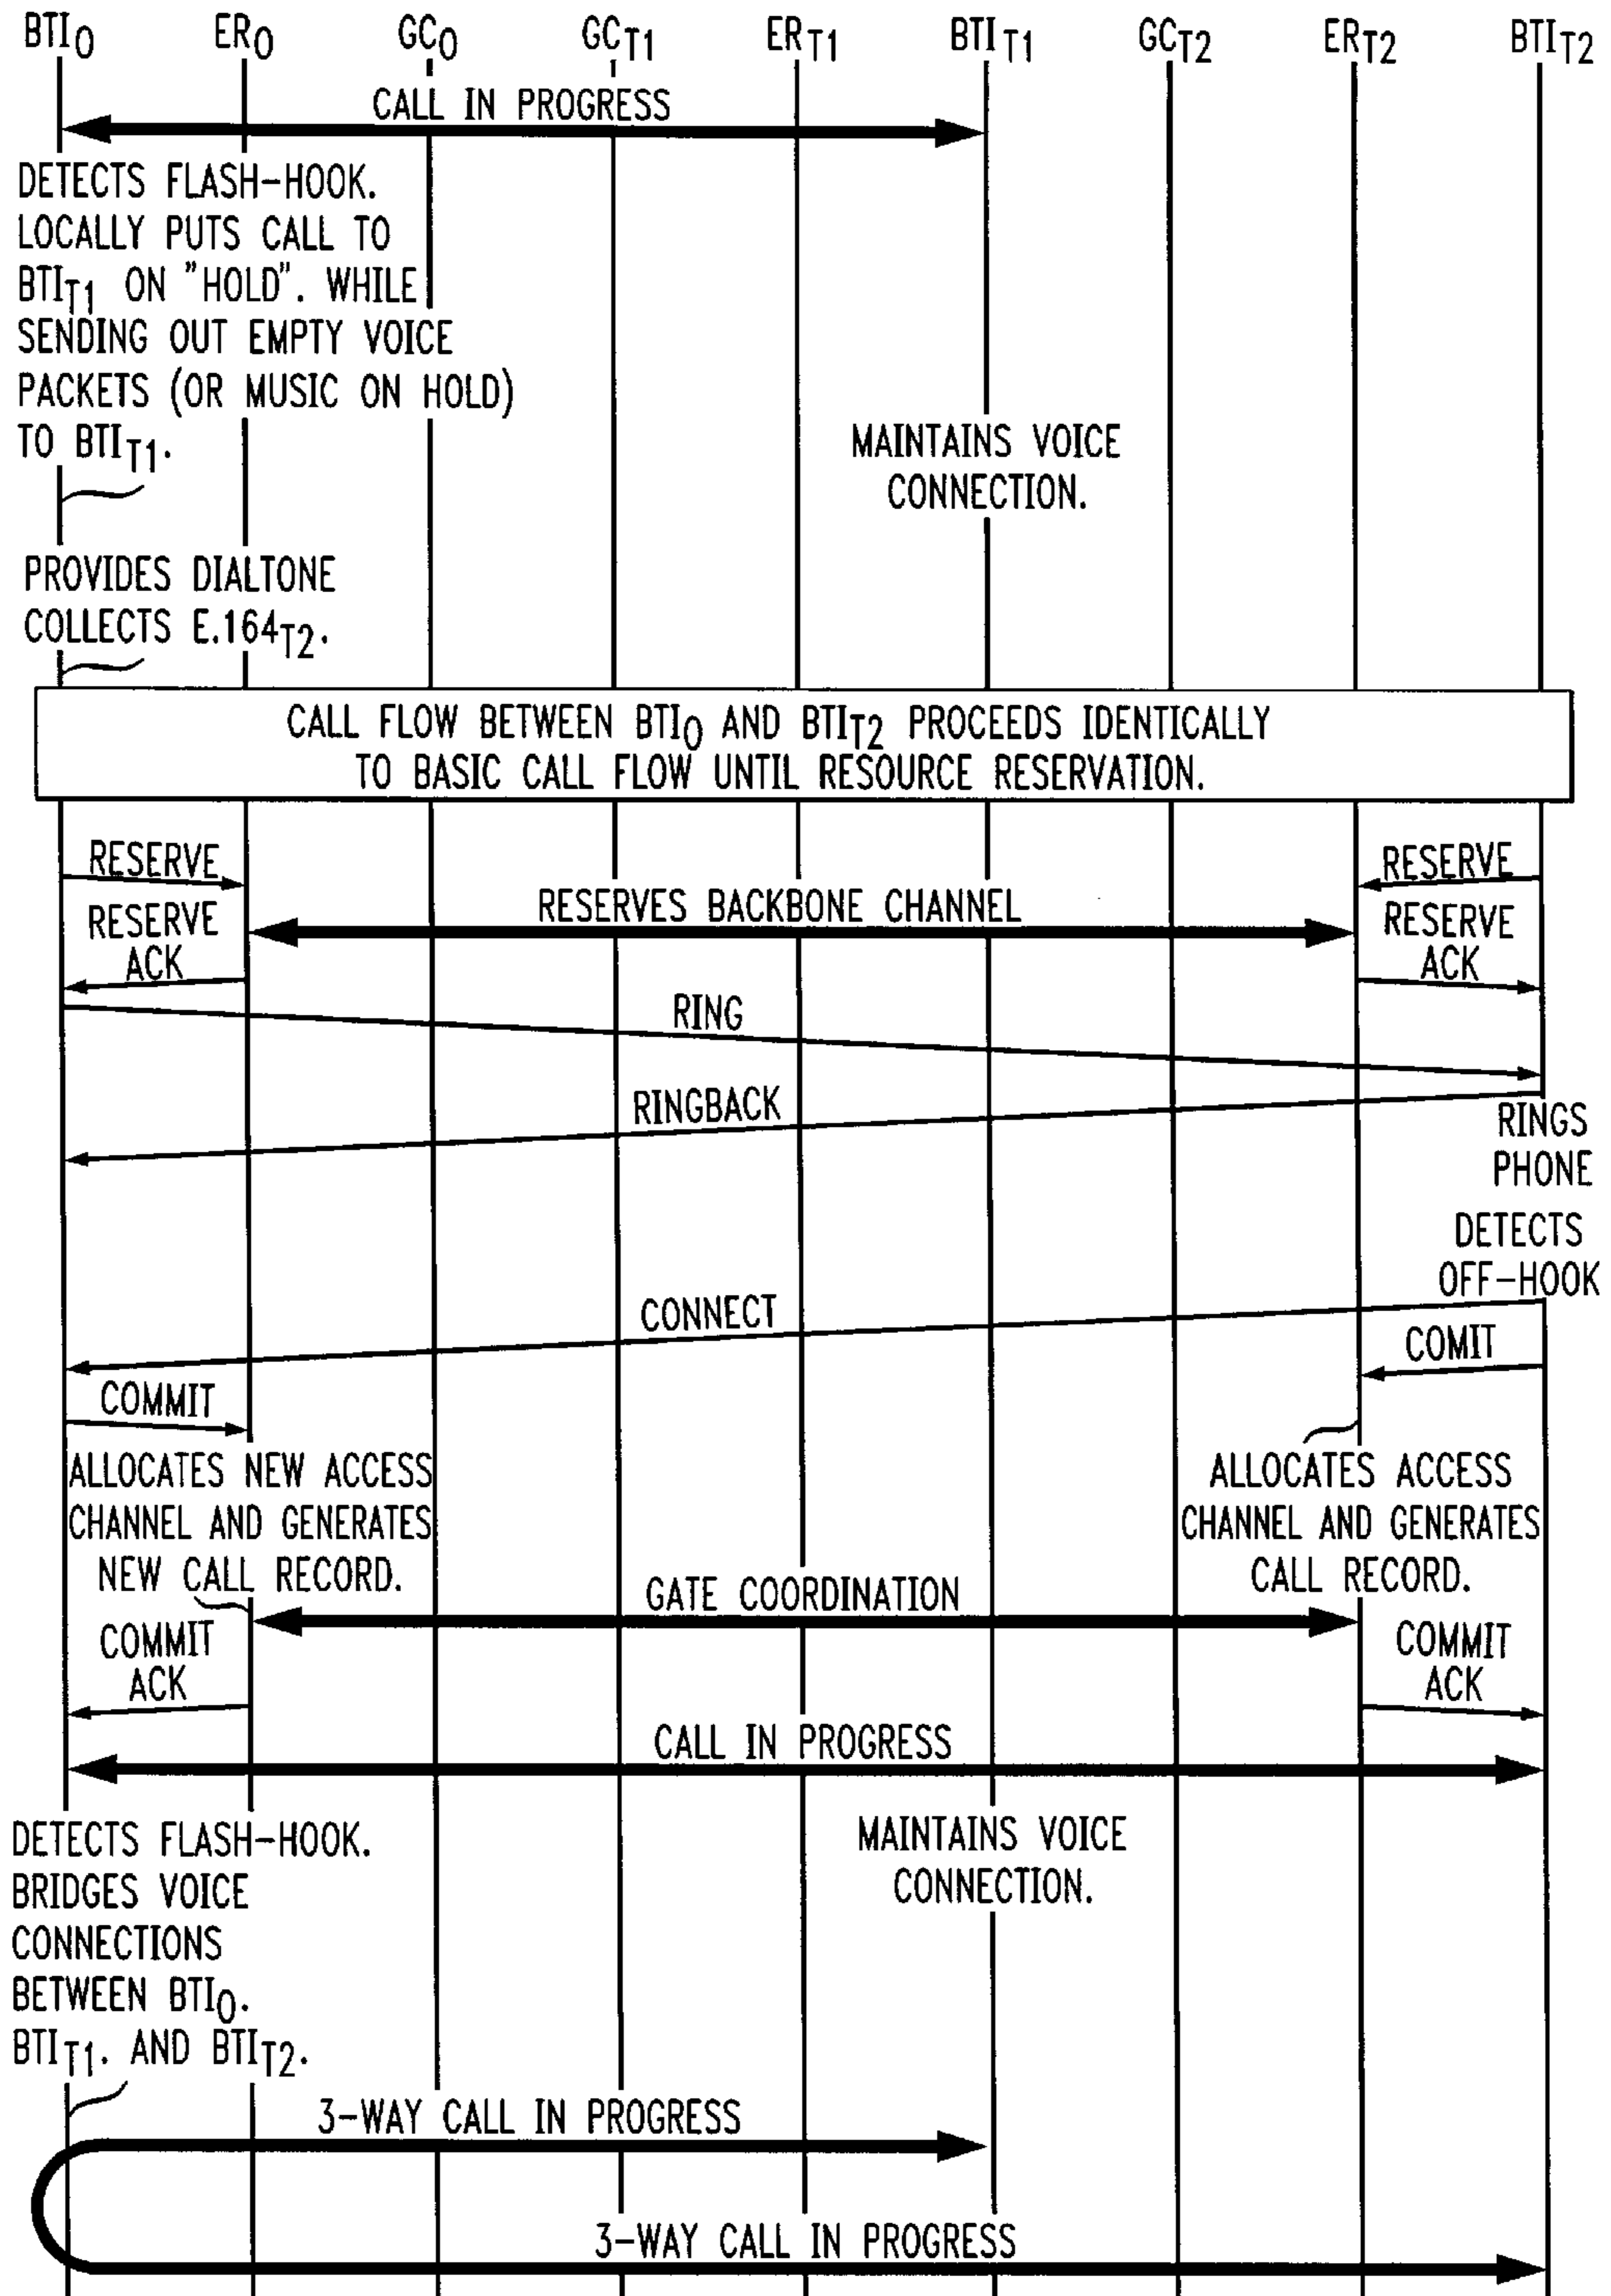 BTIO ERO GCO GCT1 ERT1 BTIT1 GCT2 ERT2 BTIT2
CALL IN PROGRESS
DETECTS FLASH-HOOK.
LOCALLY PUTS CALL TO
BTIT1 ON "HOLD". WHILE
SENDING OUT EMPTY VOICE
PACKETS (OR MUSIC ON HOLD)
TO BTIT1.
MAINTAINS VOICE
CONNECTION.
PROVIDES DIALTONE
COLLECTS E.164T2.
CALL FLOW BETWEEN BTIO AND BTIT2 PROCEEDS IDENTICALLY
TO BASIC CALL FLOW UNTIL RESOURCE RESERVATION.
RESERVE
RESERVE
RESERVES BACKBONE CHANNEL
RESERVE
ACK
RESERVE
ACK
RING
RINGBACK
RINGS
PHONE
DETECTS
OFF-HOOK
CONNECT
COMIT
COMMIT
ALLOCATES NEW ACCESS
CHANNEL AND GENERATES
NEW CALL RECORD.
ALLOCATES ACCESS
CHANNEL AND GENERATES
CALL RECORD.
GATE COORDINATION
COMMIT
ACK
COMMIT
ACK
CALL IN PROGRESS
DETECTS FLASH-HOOK.
BRIDGES VOICE
CONNECTIONS
BETWEEN BTIO.
BTIT1. AND BTIT2.
MAINTAINS VOICE
CONNECTION.
3-WAY CALL IN PROGRESS
3-WAY CALL IN PROGRESS